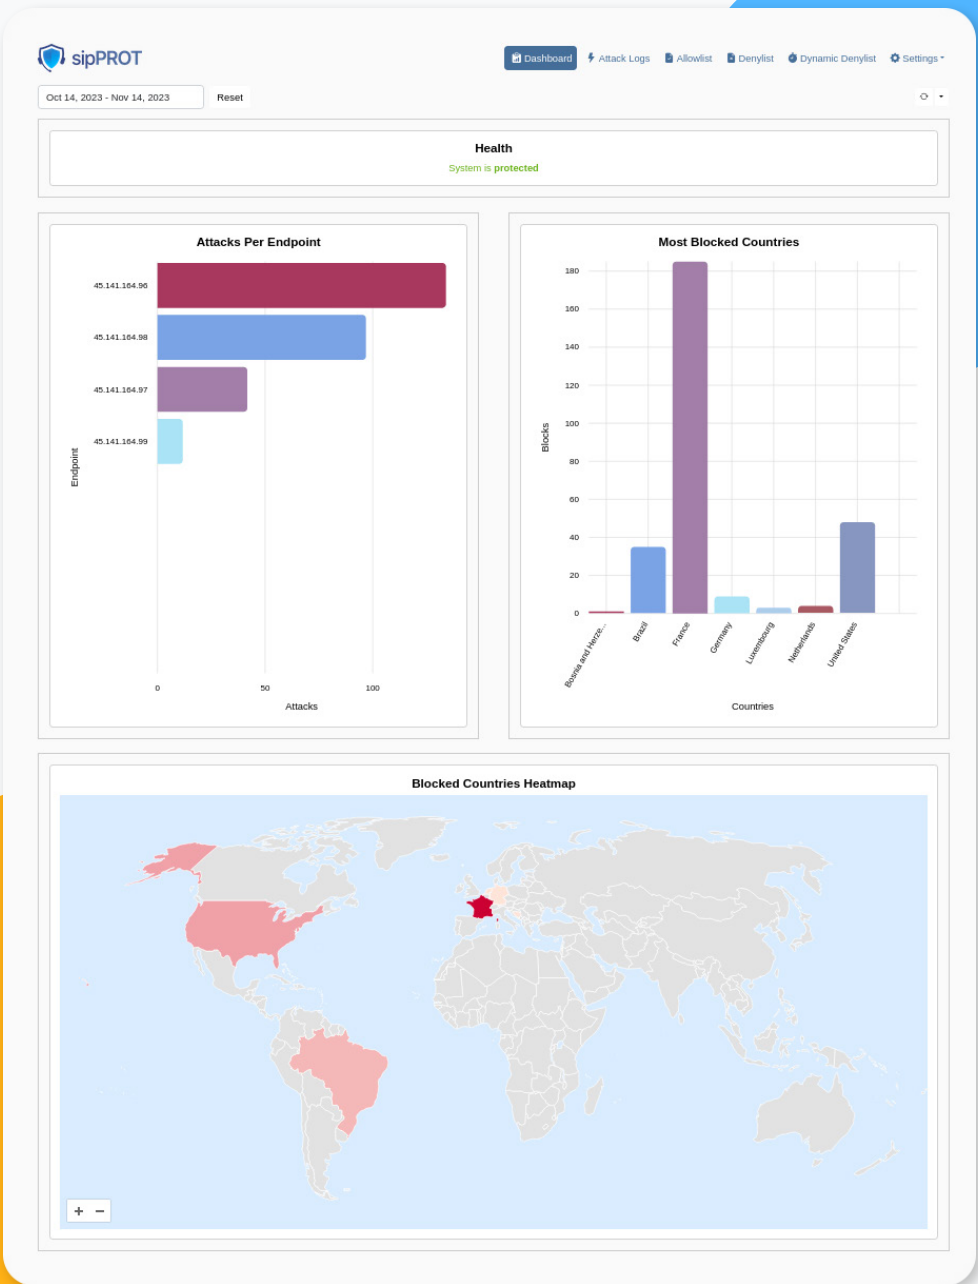 sipPROT
Dashboard Attack Logs Allowlist Denylist Dynamic Denylist Settings
Oct 14, 2023 - Nov 14, 2023 Reset
Health
System is protected
Attacks Per Endpoint
45.141.164.96
45.141.164.98
45.141.164.97
45.141.164.99
Endpoint
0 50 100
Attacks
Most Blocked Countries
180
160
140
120
100
80
60
40
20
0
Blocks
Bosnia and Herze...
Brazil
France
Germany
Luxembourg
Netherlands
United States
Countries
Blocked Countries Heatmap
+ −